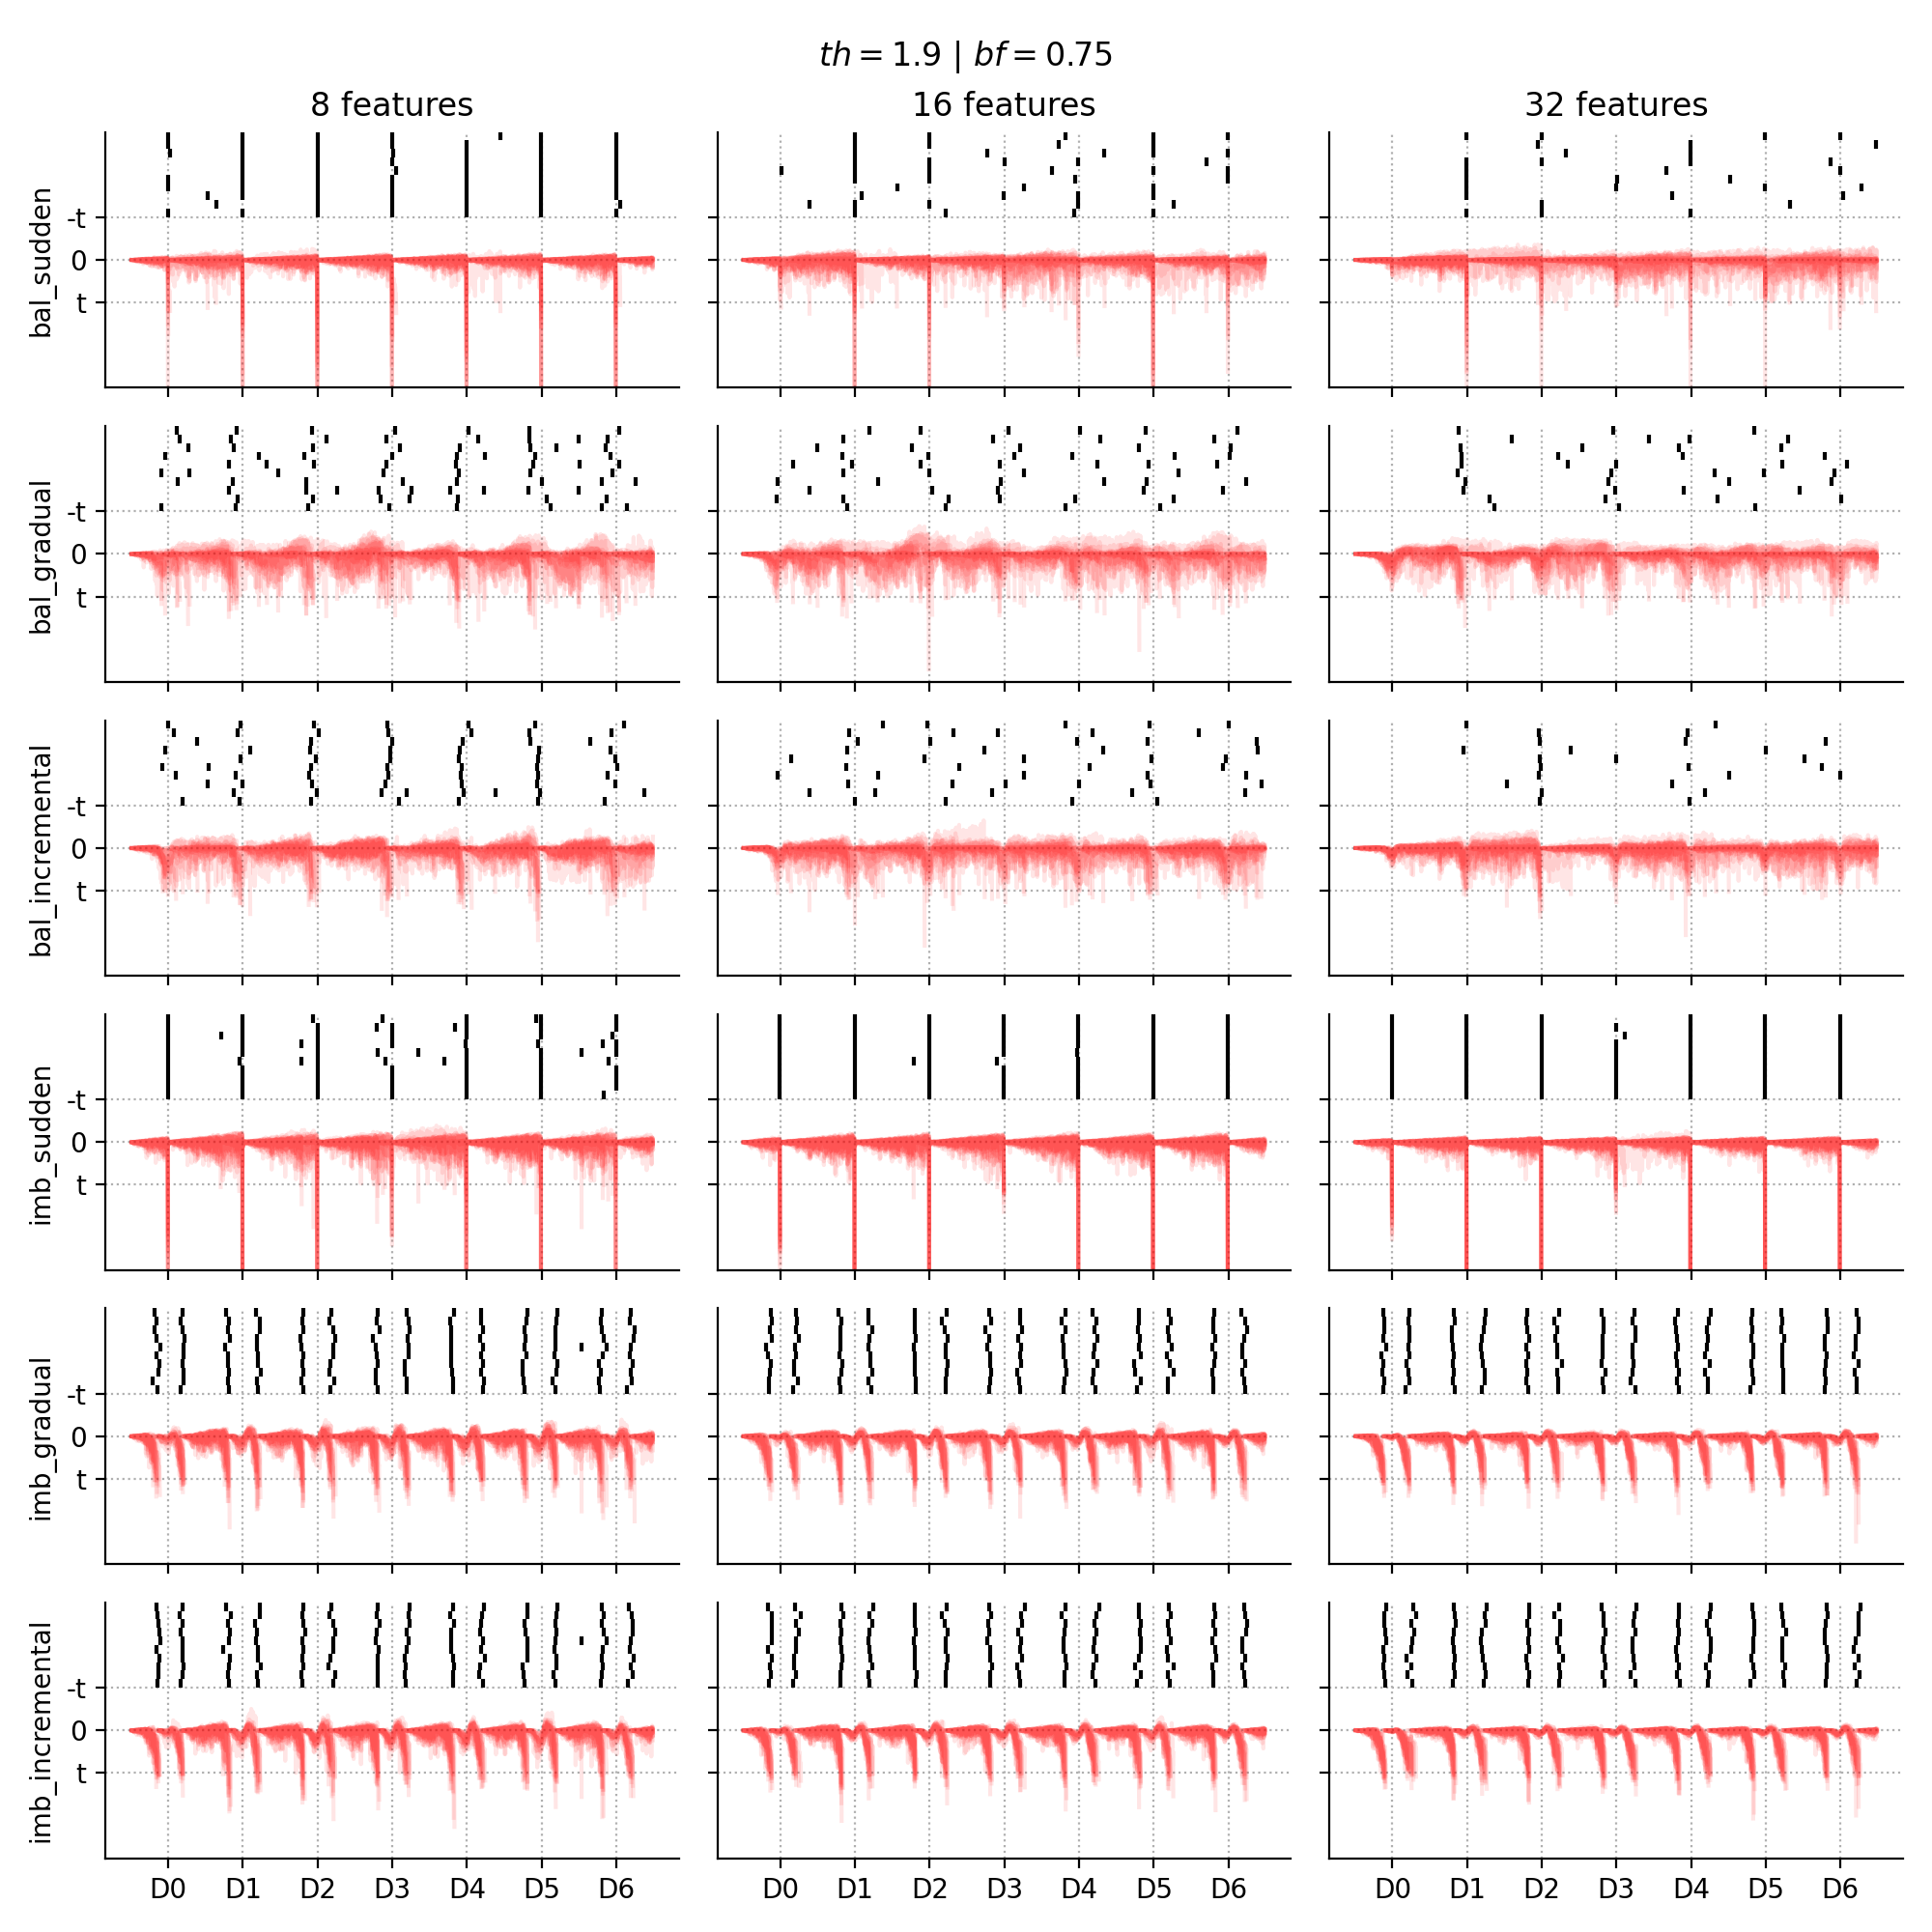 th = 1.9 | bf = 0.75
8 features 16 features 32 features
bal_sudden
-t
0
t
bal_gradual
-t
0
t
bal_incremental
-t
0
t
imb_sudden
-t
0
t
imb_gradual
-t
0
t
imb_incremental
-t
0
t
D0 D1 D2 D3 D4 D5 D6 D0 D1 D2 D3 D4 D5 D6 D0 D1 D2 D3 D4 D5 D6